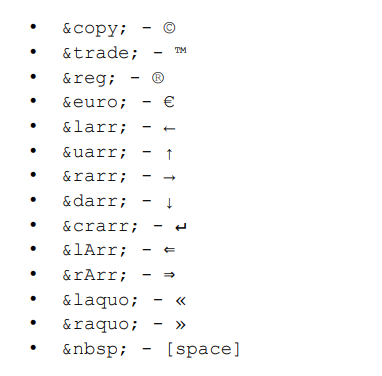 • &copy; - ©
• &trade; - ™
• &reg; - ®
• &euro; - €
• &larr; - ←
• &uarr; - ↑
• &rarr; - →
• &darr; - ↓
• &crarr; - ↵
• &lArr; - ⇐
• &rArr; - ⇒
• &laquo; - «
• &raquo; - »
• &nbsp; - [space]